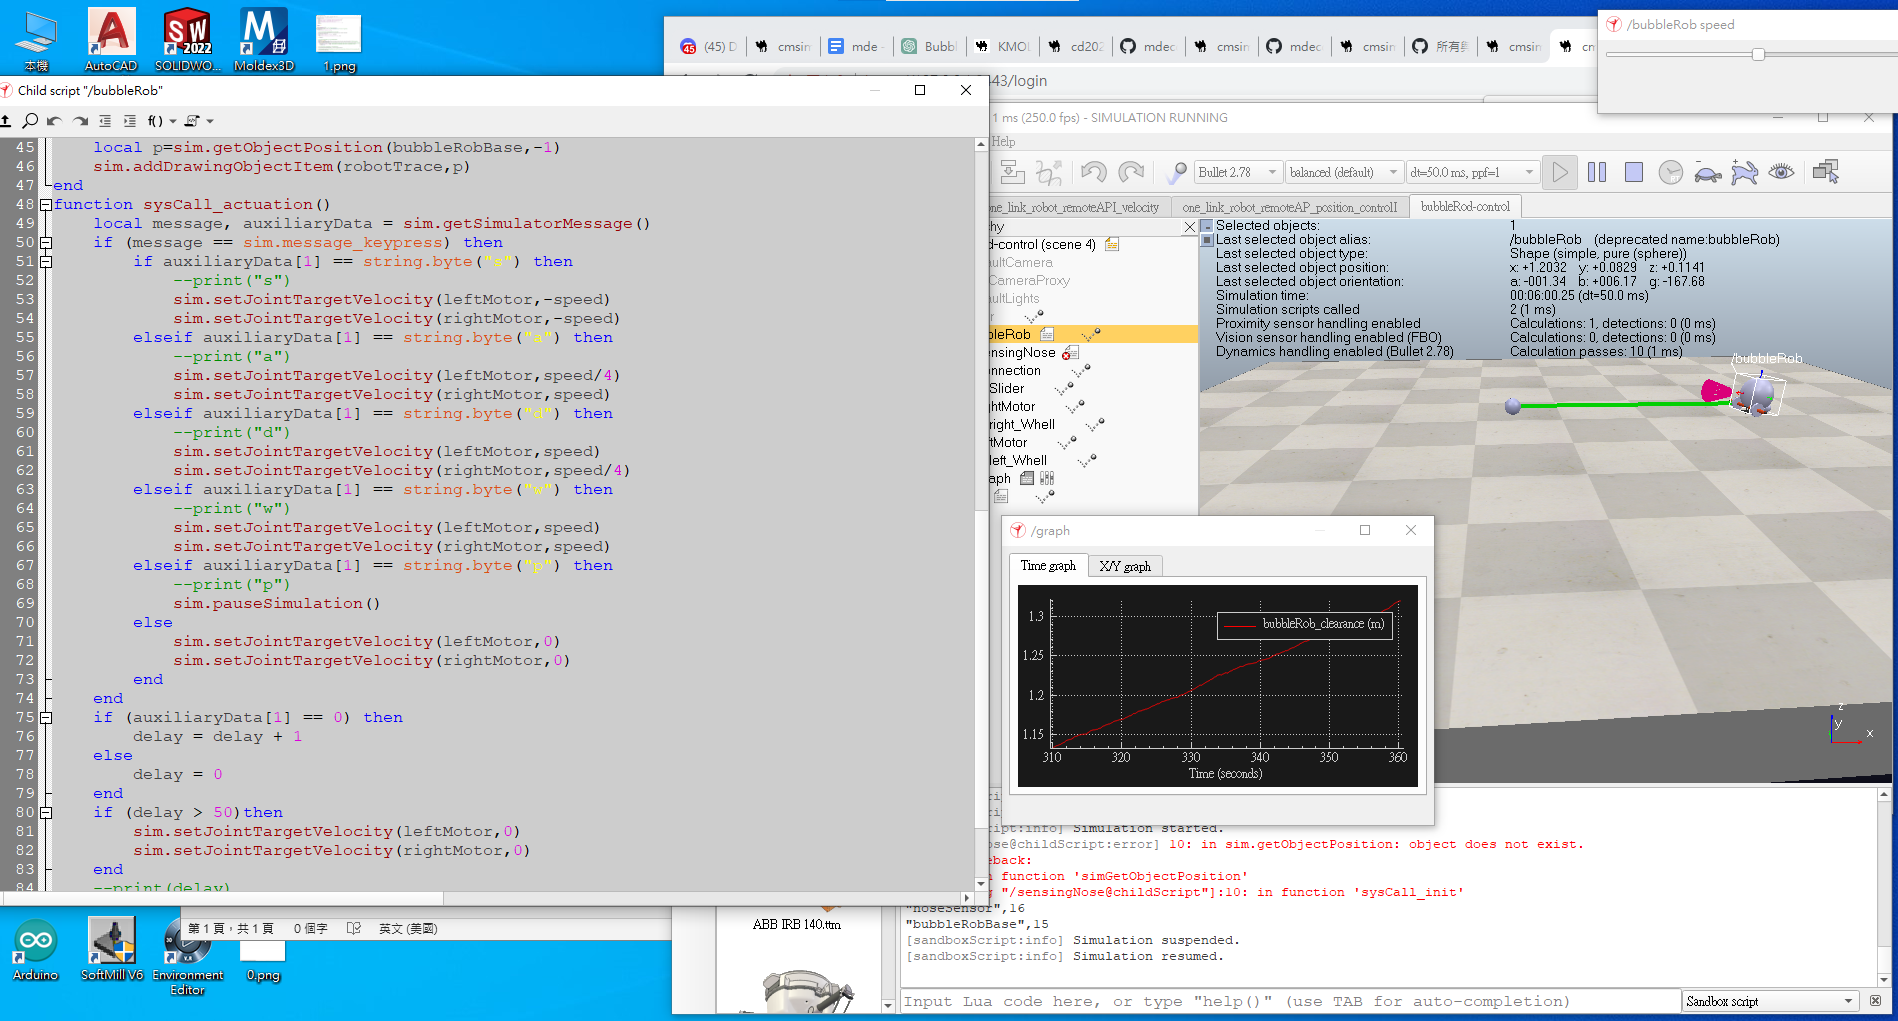 本機
AutoCAD
SOLIDWO...
Moldex3D
1.png
SW 2022
(45) D
cmsin
mde
Bubbl
KMOL
cd202
mdec
cmsin
mdec
cmsin
cmsin
43/login
/bubbleRob speed
Child script "/bubbleRob"
f()
45 local p=sim.getObjectPosition(bubbleRobBase,-1)
46 sim.addDrawingObjectItem(robotTrace,p)
47 end
48 function sysCall_actuation()
49 local message, auxiliaryData = sim.getSimulatorMessage()
50 if (message == sim.message_keypress) then
51 if auxiliaryData[1] == string.byte("s") then
52 --print("s")
53 sim.setJointTargetVelocity(leftMotor,-speed)
54 sim.setJointTargetVelocity(rightMotor,-speed)
55 elseif auxiliaryData[1] == string.byte("a") then
56 --print("a")
57 sim.setJointTargetVelocity(leftMotor,speed/4)
58 sim.setJointTargetVelocity(rightMotor,speed)
59 elseif auxiliaryData[1] == string.byte("d") then
60 --print("d")
61 sim.setJointTargetVelocity(leftMotor,speed)
62 sim.setJointTargetVelocity(rightMotor,speed/4)
63 elseif auxiliaryData[1] == string.byte("w") then
64 --print("w")
65 sim.setJointTargetVelocity(leftMotor,speed)
66 sim.setJointTargetVelocity(rightMotor,speed)
67 elseif auxiliaryData[1] == string.byte("p") then
68 --print("p")
69 sim.pauseSimulation()
70 else
71 sim.setJointTargetVelocity(leftMotor,0)
72 sim.setJointTargetVelocity(rightMotor,0)
73 end
74 end
75 if (auxiliaryData[1] == 0) then
76 delay = delay + 1
77 else
78 delay = 0
79 end
80 if (delay > 50)then
81 sim.setJointTargetVelocity(leftMotor,0)
82 sim.setJointTargetVelocity(rightMotor,0)
83 end
84 --print(delay)
1 ms (250.0 fps) - SIMULATION RUNNING
Help
Bullet 2.78
balanced (default)
dt=50.0 ms, ppf=1
one_link_robot_remoteAPI_velocity
one_link_robot_remoteAP_position_controlI
bubbleRod-control
hy
d-control (scene 4)
aultCamera
CameraProxy
aultLights
r
bleRob
ensingNose
nnection
Slider
ghtMotor
right_Whell
tMotor
left_Whell
aph
Selected objects: 1
Last selected object alias: /bubbleRob (deprecated name:bubbleRob)
Last selected object type: Shape (simple, pure (sphere))
Last selected object position: x: +1.2032 y: +0.0829 z: +0.1141
Last selected object orientation: a: -001.34 b: +006.17 g: -167.68
Simulation time: 00:06:00.25 (dt=50.0 ms)
Simulation scripts called 2 (1 ms)
Proximity sensor handling enabled Calculations: 1, detections: 0 (0 ms)
Vision sensor handling enabled (FBO) Calculations: 0, detections: 0 (0 ms)
Dynamics handling enabled (Bullet 2.78) Calculation passes: 10 (1 ms)
/bubbleRob
z
y
x
/graph
Time graph
X/Y graph
bubbleRob_clearance (m)
1.3
1.25
1.2
1.15
310 320 330 340 350 360
Time (seconds)
ipt:info] Simulation started.
ose@childScript:error] 10: in sim.getObjectPosition: object does not exist.
eback:
n function 'simGetObjectPosition'
g "/sensingNose@childScript"]:10: in function 'sysCall_init'
"noseSensor",16
"bubbleRobBase",15
[sandboxScript:info] Simulation suspended.
[sandboxScript:info] Simulation resumed.
Input Lua code here, or type "help()" (use TAB for auto-completion)
Sandbox script
ABB IRB 140.ttm
第 1 頁，共 1 頁 0 個字 英文 (美國)
Arduino
SoftMill V6
Environment Editor
0.png